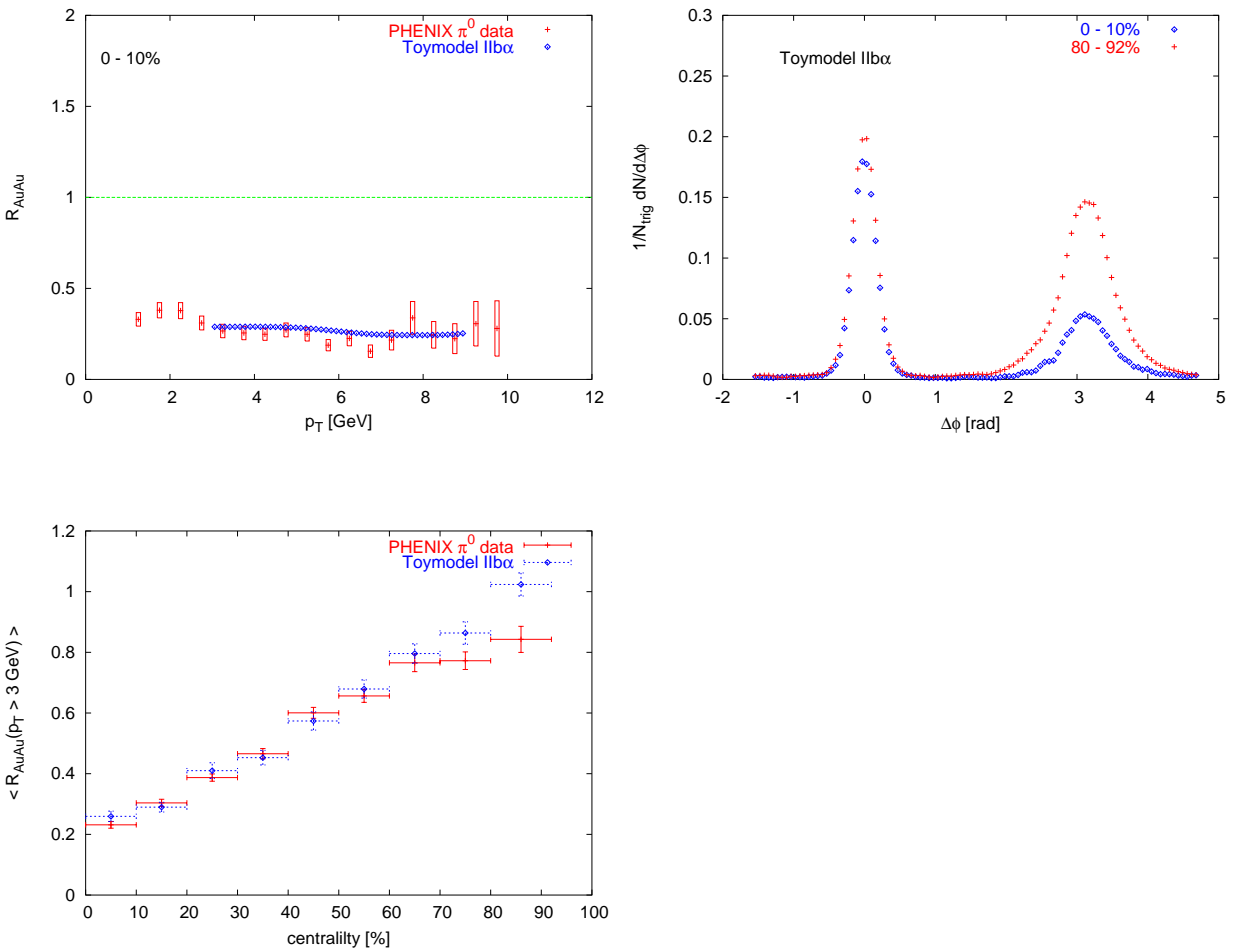 2
1.5
1
0.5
0
0 2 4 6 8 10 12
R_AuAu
p_T [GeV]
0 - 10%
PHENIX π^0 data
Toymodel IIbα
0.3
0.25
0.2
0.15
0.1
0.05
0
-2 -1 0 1 2 3 4 5
1/N_trig dN/dΔϕ
Δϕ [rad]
Toymodel IIbα
0 - 10%
80 - 92%
1.2
1
0.8
0.6
0.4
0.2
0
0 10 20 30 40 50 60 70 80 90 100
< R_AuAu(p_T > 3 GeV) >
centralilty [%]
PHENIX π^0 data
Toymodel IIbα